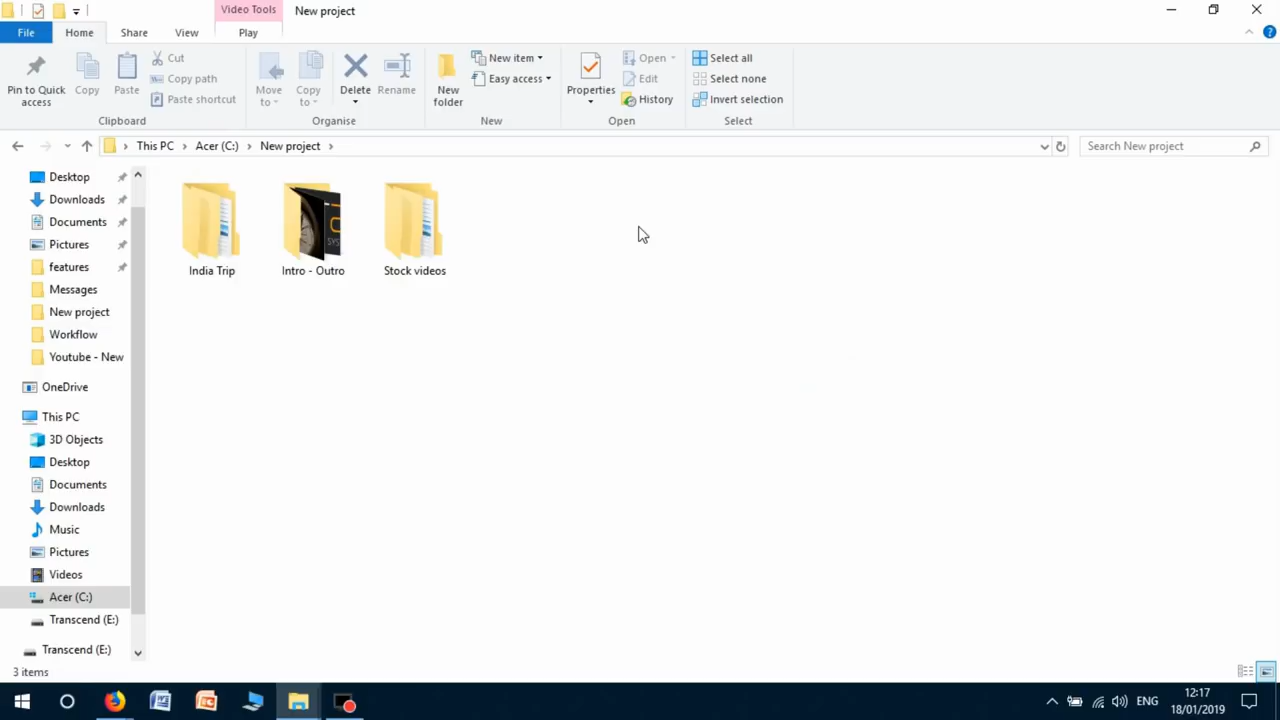 Video Tools New project
File Home Share View Play
Pin to Quick access
Copy
Paste
Cut
Copy path
Paste shortcut
Clipboard
Move to
Copy to
Delete
Rename
Organise
New folder
New item
Easy access
New
Properties
Open
Edit
History
Open
Select all
Select none
Invert selection
Select
This PC Acer (C:) New project
Search New project
Desktop
Downloads
Documents
Pictures
features
Messages
New project
Workflow
Youtube - New
OneDrive
This PC
3D Objects
Desktop
Documents
Downloads
Music
Pictures
Videos
Acer (C:)
Transcend (E:)
Transcend (E:)
India Trip
Intro - Outro
Stock videos
3 items
ENG
12:17
18/01/2019